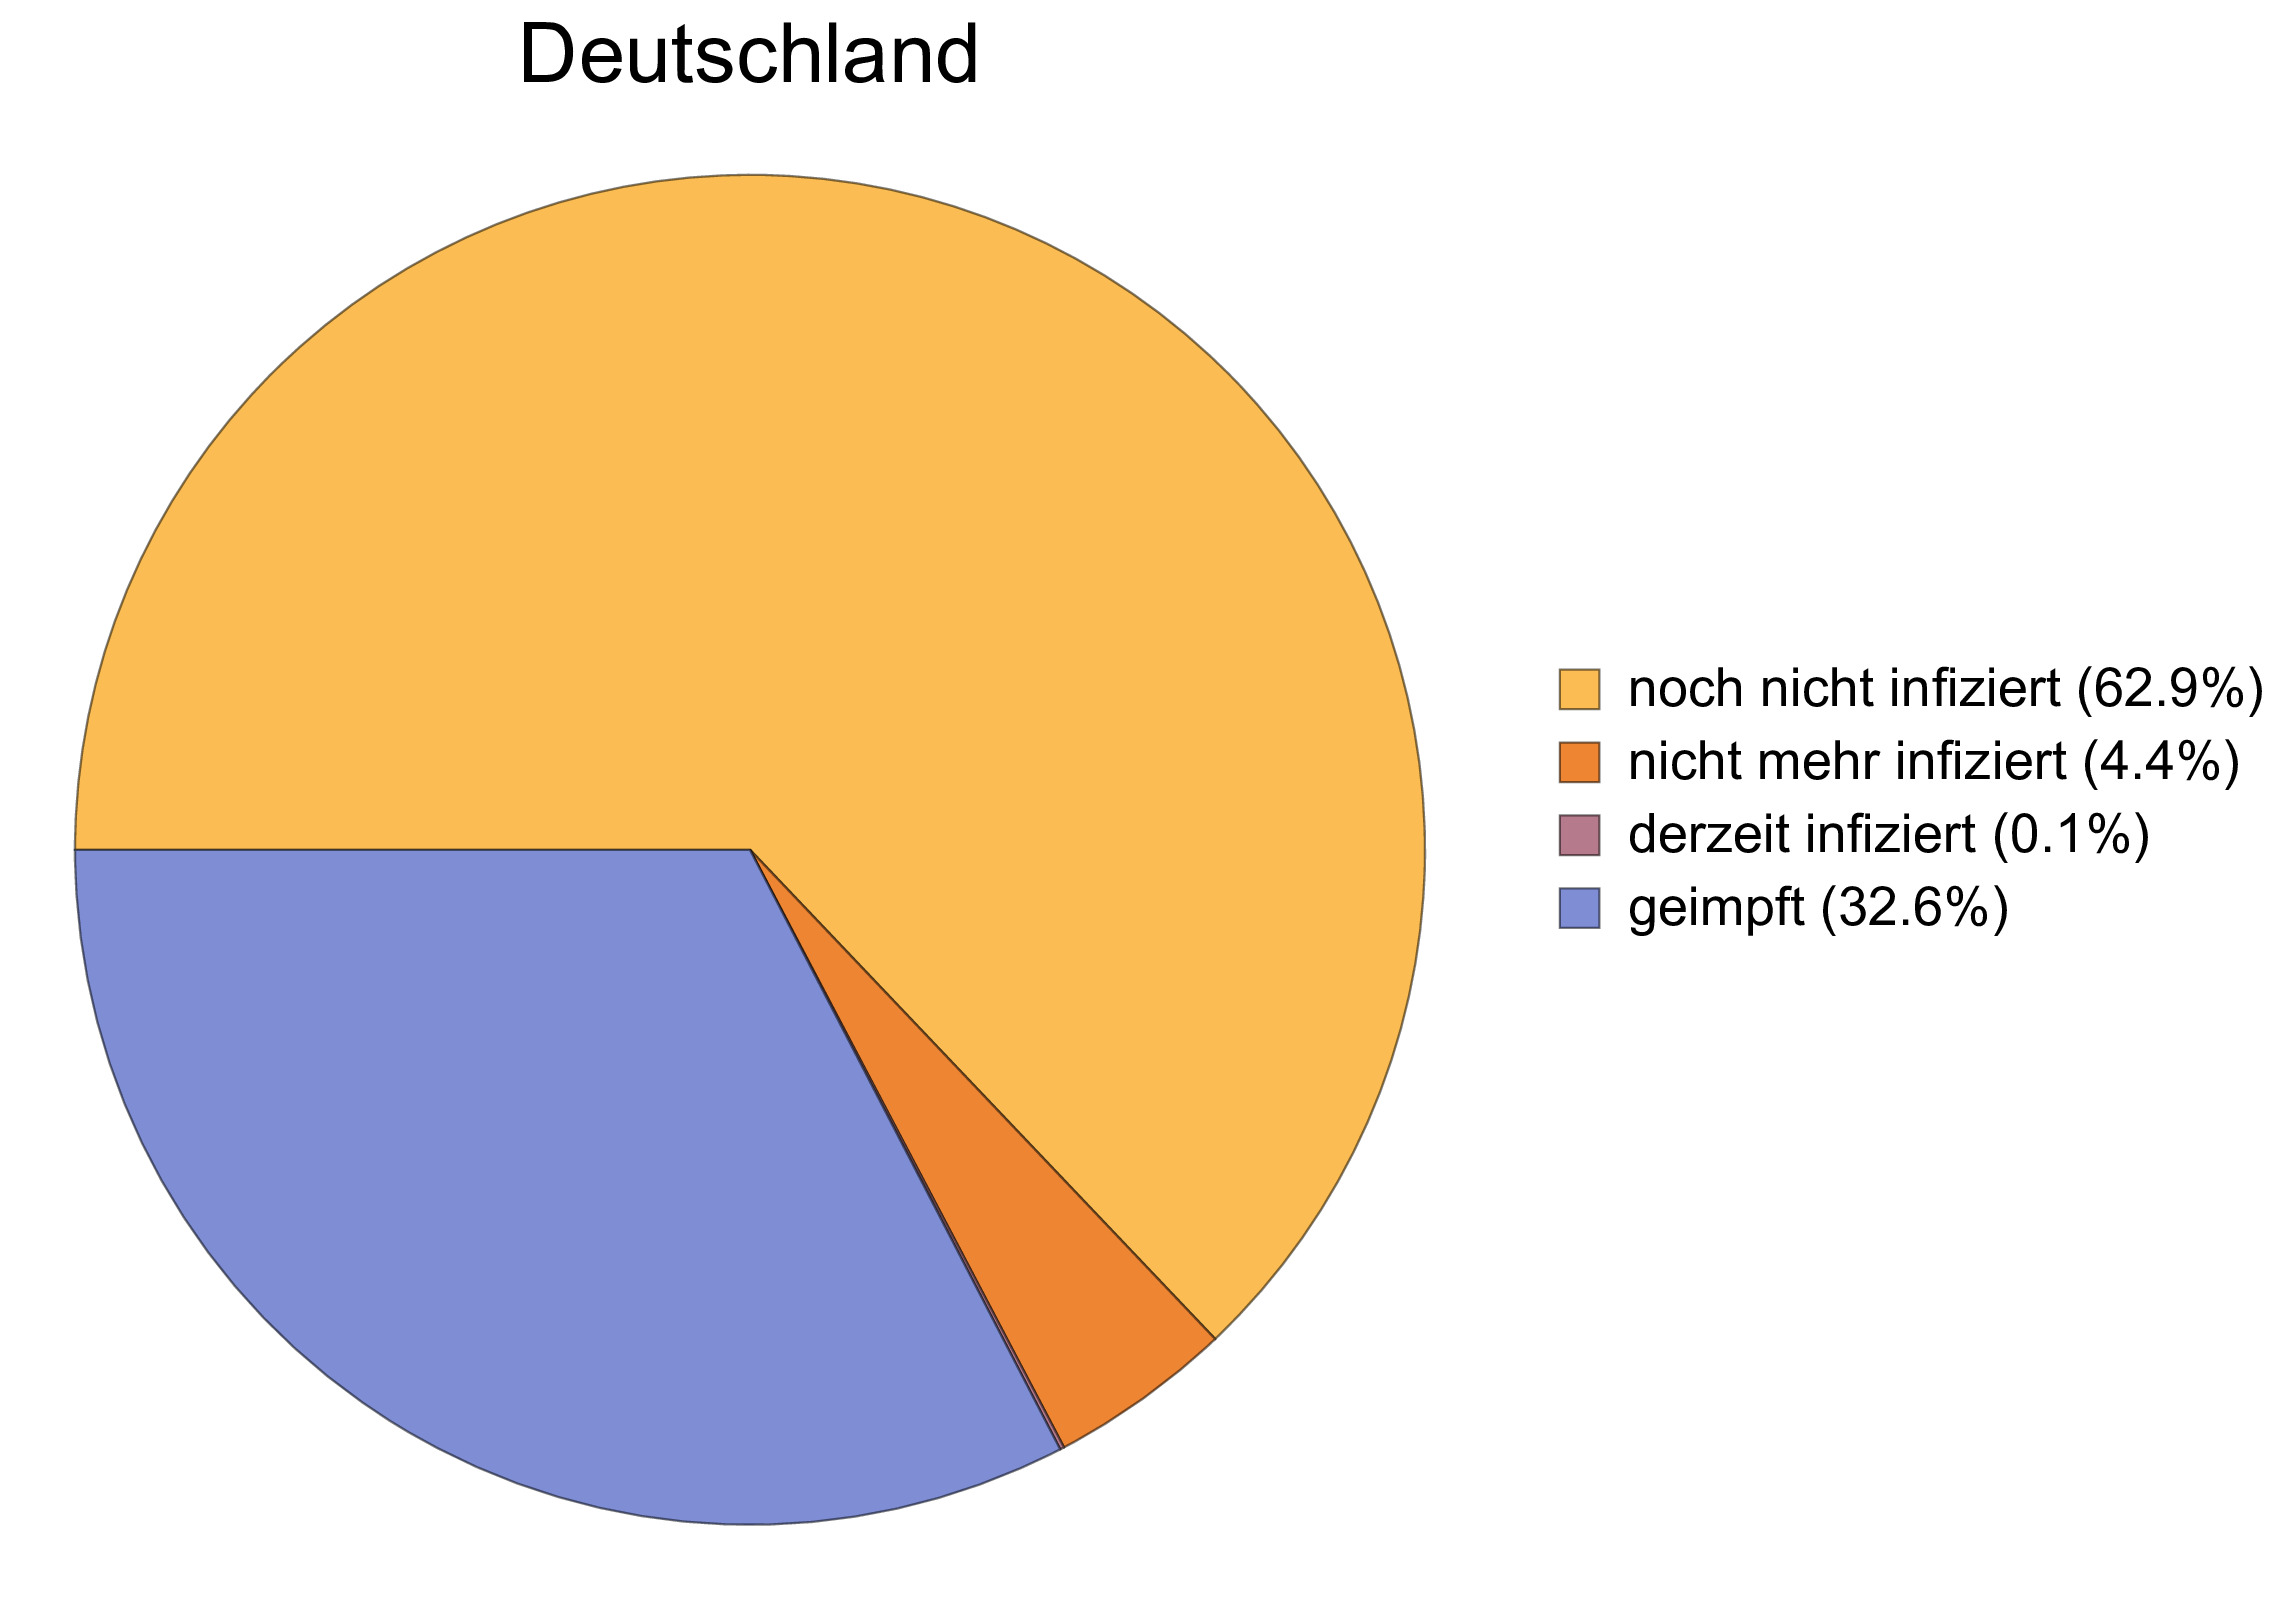 Deutschland
noch nicht infiziert (62.9%)
nicht mehr infiziert (4.4%)
derzeit infiziert (0.1%)
geimpft (32.6%)